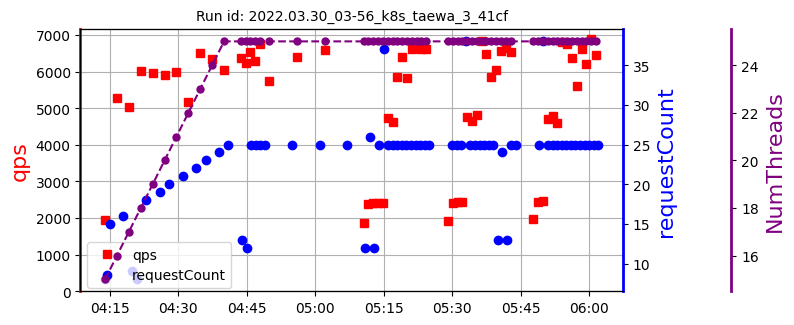 Run id: 2022.03.30_03-56_k8s_taewa_3_41cf
qps
7000
6000
5000
4000
3000
2000
1000
0
qps
requestCount
04:15 04:30 04:45 05:00 05:15 05:30 05:45 06:00
35
30
25
20
15
10
requestCount
24
22
20
18
16
NumThreads